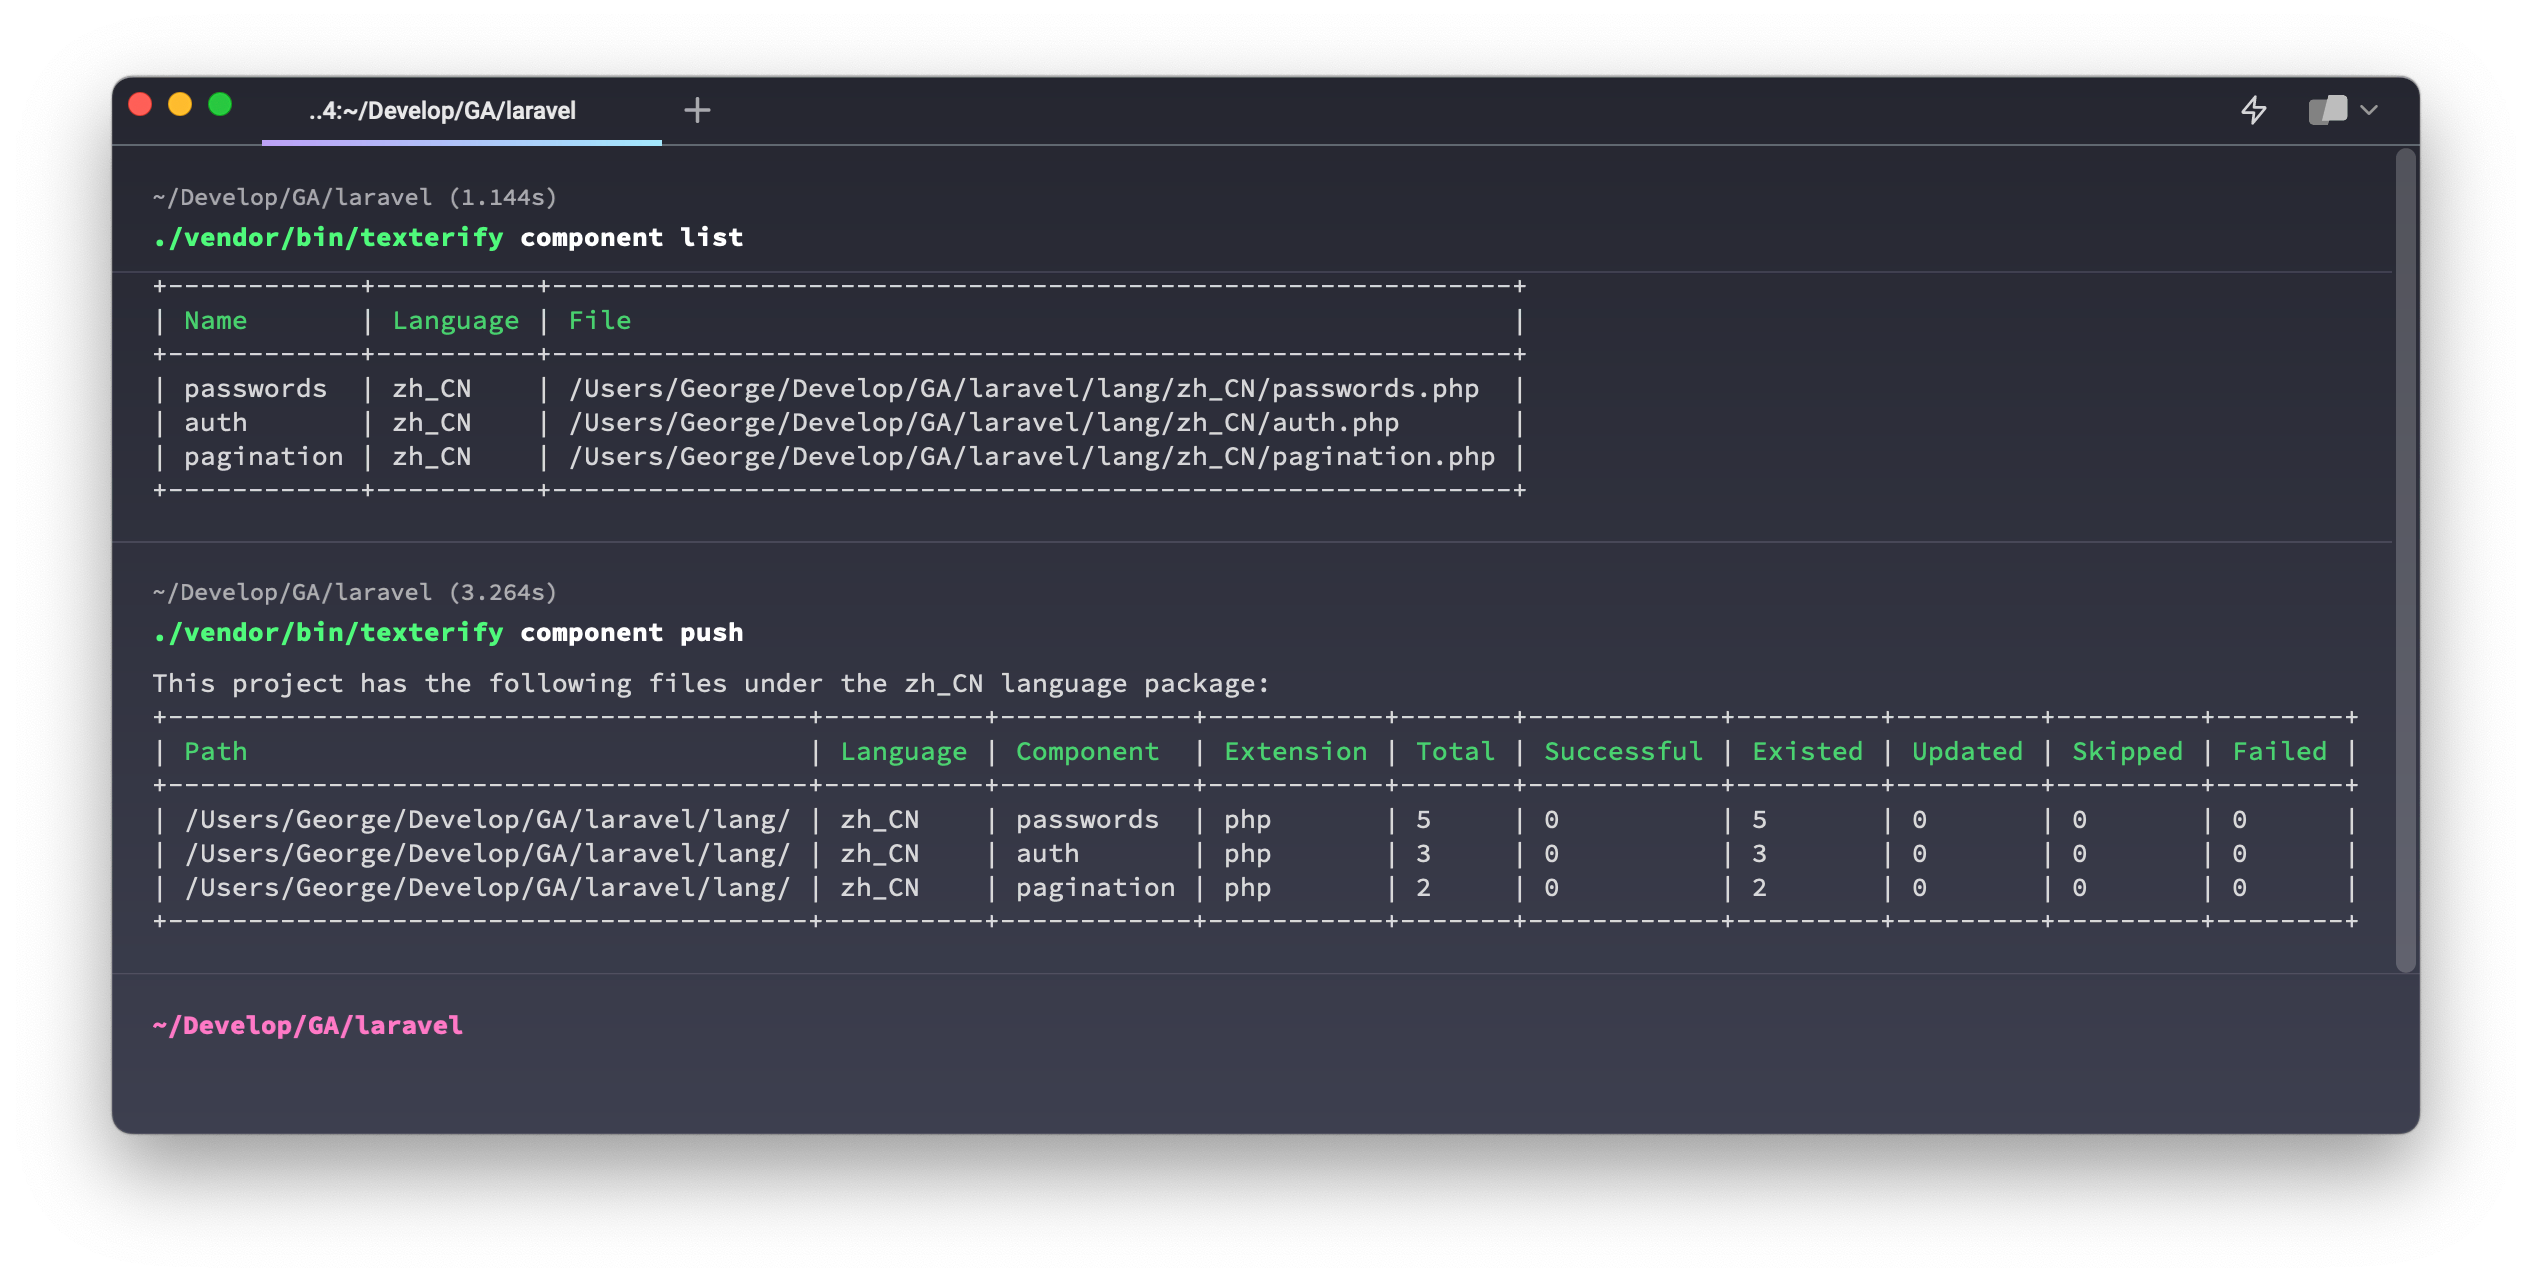 ..4:~/Develop/GA/laravel
~/Develop/GA/laravel (1.144s)
./vendor/bin/texterify component list
+------------+----------+------------------------------------------------------------+
| Name       | Language | File                                                       |
+------------+----------+------------------------------------------------------------+
| passwords  | zh_CN    | /Users/George/Develop/GA/laravel/lang/zh_CN/passwords.php  |
| auth       | zh_CN    | /Users/George/Develop/GA/laravel/lang/zh_CN/auth.php       |
| pagination | zh_CN    | /Users/George/Develop/GA/laravel/lang/zh_CN/pagination.php |
+------------+----------+------------------------------------------------------------+
~/Develop/GA/laravel (3.264s)
./vendor/bin/texterify component push
This project has the following files under the zh_CN language package:
+----------------------------------------+----------+------------+-----------+-------+------------+---------+---------+---------+--------+
| Path                                   | Language | Component  | Extension | Total | Successful | Existed | Updated | Skipped | Failed |
+----------------------------------------+----------+------------+-----------+-------+------------+---------+---------+---------+--------+
| /Users/George/Develop/GA/laravel/lang/ | zh_CN    | passwords  | php       | 5     | 0          | 5       | 0       | 0       | 0      |
| /Users/George/Develop/GA/laravel/lang/ | zh_CN    | auth       | php       | 3     | 0          | 3       | 0       | 0       | 0      |
| /Users/George/Develop/GA/laravel/lang/ | zh_CN    | pagination | php       | 2     | 0          | 2       | 0       | 0       | 0      |
+----------------------------------------+----------+------------+-----------+-------+------------+---------+---------+---------+--------+
~/Develop/GA/laravel